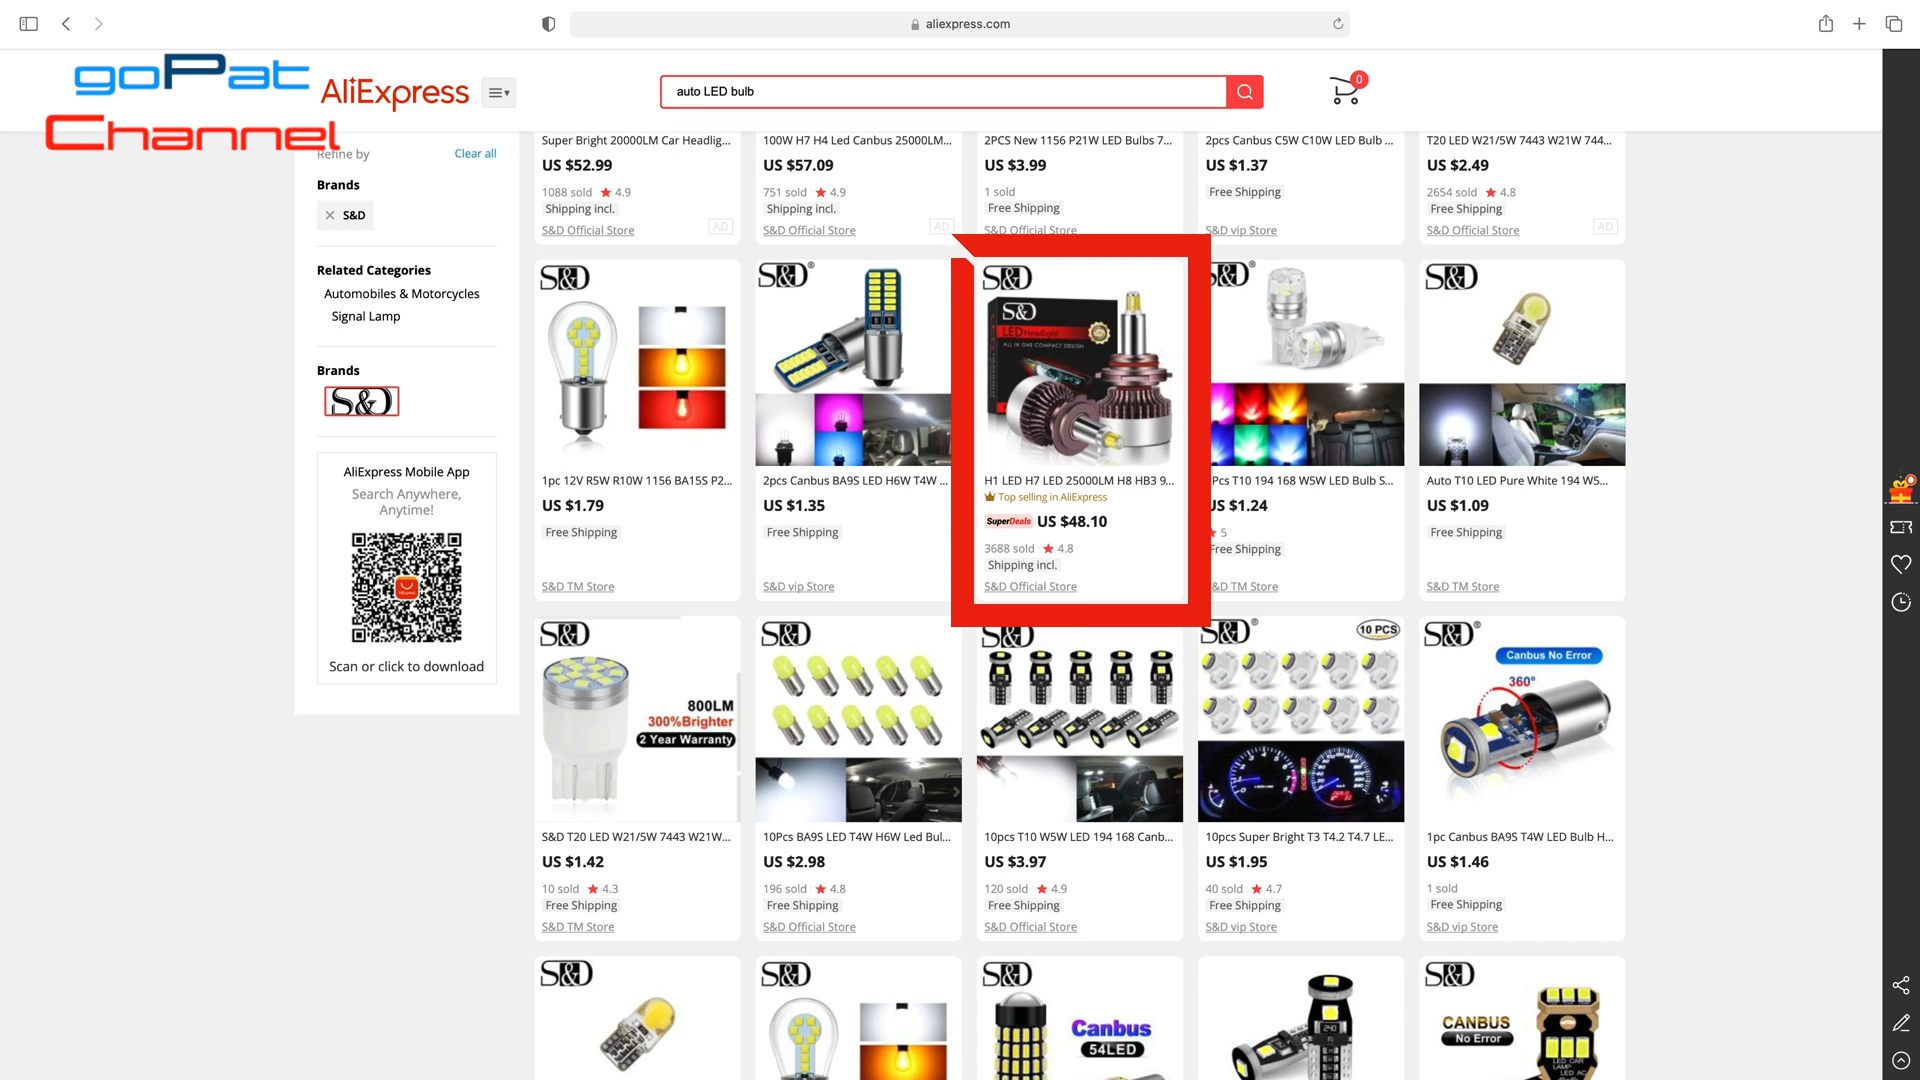 aliexpress.com
goPat
Channel
AliExpress
auto LED bulb
0
Refine by
Clear all
Brands
S&D
Related Categories
Automobiles & Motorcycles
Signal Lamp
Brands
S&D
AliExpress Mobile App
Search Anywhere,
Anytime!
Scan or click to download
Super Bright 20000LM Car Headlig...
US $52.99
1088 sold 4.9
Shipping incl.
S&D Official Store
AD
100W H7 H4 Led Canbus 25000LM...
US $57.09
751 sold 4.9
Shipping incl.
S&D Official Store
AD
2PCS New 1156 P21W LED Bulbs 7...
US $3.99
1 sold
Free Shipping
S&D Official Store
2pcs Canbus C5W C10W LED Bulb ...
US $1.37
Free Shipping
S&D vip Store
T20 LED W21/5W 7443 W21W 744...
US $2.49
2654 sold 4.8
Free Shipping
S&D Official Store
AD
S&D
1pc 12V R5W R10W 1156 BA15S P2...
US $1.79
Free Shipping
S&D TM Store
S&D®
2pcs Canbus BA9S LED H6W T4W ...
US $1.35
Free Shipping
S&D vip Store
S&D
S&D
LED Headlight
ALL IN ONE COMPACT DESIGN
H1 LED H7 LED 25000LM H8 HB3 9...
Top selling in AliExpress
SuperDeals US $48.10
3688 sold 4.8
Shipping incl.
S&D Official Store
S&D®
Pcs T10 194 168 W5W LED Bulb S...
US $1.24
5
Free Shipping
S&D TM Store
S&D
Auto T10 LED Pure White 194 W5...
US $1.09
Free Shipping
S&D TM Store
S&D
800LM
300%Brighter
2 Year Warranty
S&D T20 LED W21/5W 7443 W21W...
US $1.42
10 sold 4.3
Free Shipping
S&D TM Store
S&D
10Pcs BA9S LED T4W H6W Led Bul...
US $2.98
196 sold 4.8
Free Shipping
S&D Official Store
S&D
10pcs T10 W5W LED 194 168 Canb...
US $3.97
120 sold 4.9
Free Shipping
S&D Official Store
S&D®
10 PCS
10pcs Super Bright T3 T4.2 T4.7 LE...
US $1.95
40 sold 4.7
Free Shipping
S&D vip Store
S&D®
Canbus No Error
360°
1pc Canbus BA9S T4W LED Bulb H...
US $1.46
1 sold
Free Shipping
S&D vip Store
S&D
S&D
S&D
Canbus
54LED
S&D
CANBUS
No Error
LED CAR
LAMP
LED AC